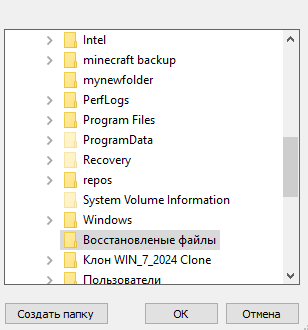 Intel
minecraft backup
mynewfolder
PerfLogs
Program Files
ProgramData
Recovery
repos
System Volume Information
Windows
Восстановленые файлы
Клон WIN_7_2024 Clone
Пользователи
Создать папку
ОК
Отмена